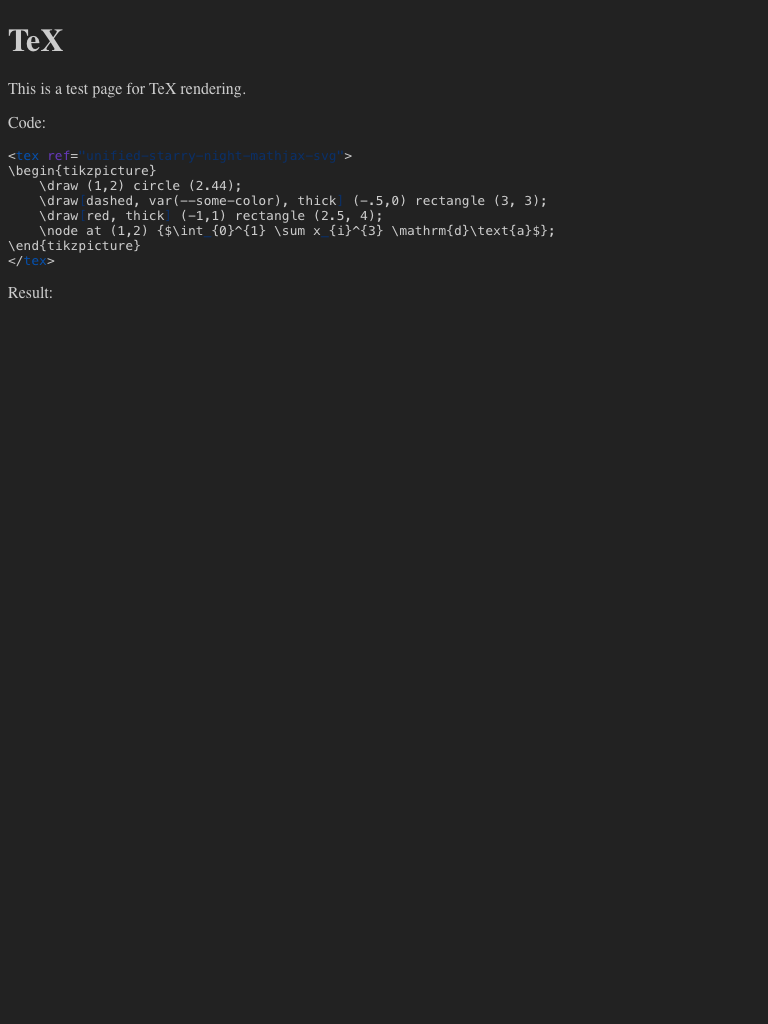 TeX
This is a test page for TeX rendering.
Code:
<tex ref="unified-starry-night-mathjax-svg">
\begin{tikzpicture}
    \draw (1,2) circle (2.44);
    \draw[dashed, var(--some-color), thick] (-.5,0) rectangle (3, 3);
    \draw[red, thick] (-1,1) rectangle (2.5, 4);
    \node at (1,2) {$\int_{0}^{1} \sum x_{i}^{3} \mathrm{d}\text{a}$};
\end{tikzpicture}
</tex>
Result: